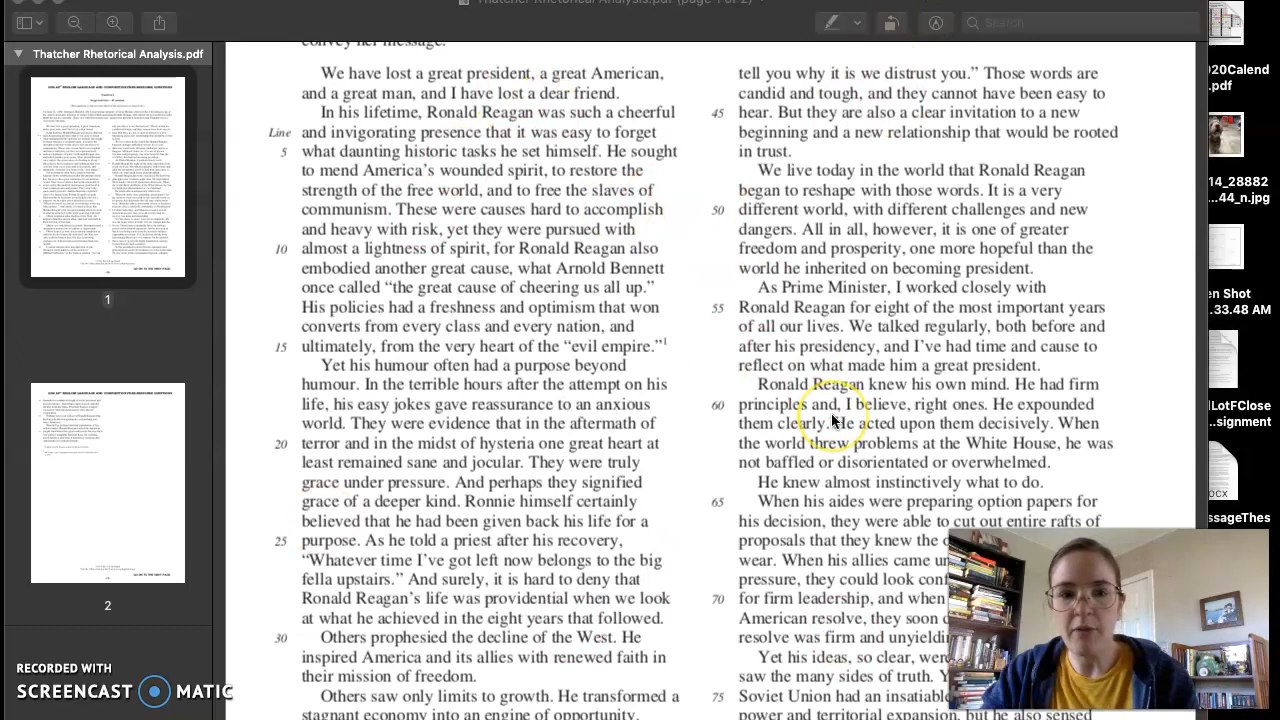 Thatcher Rhetorical Analysis.pdf (page 1 of 2)
Search
Thatcher Rhetorical Analysis.pdf
1
2
RECORDED WITH
SCREENCAST MATIC
convey her message.
We have lost a great president, a great American,
and a great man, and I have lost a dear friend.
In his lifetime, Ronald Reagan was such a cheerful
Line and invigorating presence that it was easy to forget
5 what daunting historic tasks he set himself. He sought
to mend America's wounded spirit, to restore the
strength of the free world, and to free the slaves of
communism. These were causes hard to accomplish
and heavy with risk, yet they were pursued with
10 almost a lightness of spirit, for Ronald Reagan also
embodied another great cause—what Arnold Bennett
once called “the great cause of cheering us all up.”
His policies had a freshness and optimism that won
converts from every class and every nation, and
15 ultimately, from the very heart of the “evil empire.”1
Yet his humour often had a purpose beyond
humour. In the terrible hours after the attempt on his
life, his easy jokes gave reassurance to an anxious
world. They were evidence that in the aftermath of
20 terror and in the midst of hysteria one great heart at
least remained sane and jocular. They were truly
grace under pressure. And perhaps they signified
grace of a deeper kind. Ronnie himself certainly
believed that he had been given back his life for a
25 purpose. As he told a priest after his recovery,
“Whatever time I've got left now belongs to the big
fella upstairs.” And surely, it is hard to deny that
Ronald Reagan's life was providential when we look
at what he achieved in the eight years that followed.
30 Others prophesied the decline of the West. He
inspired America and its allies with renewed faith in
their mission of freedom.
Others saw only limits to growth. He transformed a
stagnant economy into an engine of opportunity.
tell you why it is we distrust you.” Those words are
candid and tough, and they cannot have been easy to
45 hear. But they are also a clear invitation to a new
beginning and a new relationship that would be rooted
in trust.
We live today in the world that Ronald Reagan
began to reshape with those words. It is a very
50 different world, with different challenges and new
dangers. All in all, however, it is one of greater
freedom and prosperity, one more hopeful than the
world he inherited on becoming president.
As Prime Minister, I worked closely with
55 Ronald Reagan for eight of the most important years
of all our lives. We talked regularly, both before and
after his presidency, and I've had time and cause to
reflect on what made him a great president.
Ronald Reagan knew his own mind. He had firm
60 principles and, I believe, right ones. He expounded
them clearly. He acted upon them decisively. When
the world threw problems at the White House, he was
not baffled or disorientated or overwhelmed.
He knew almost instinctively what to do.
65 When his aides were preparing option papers for
his decision, they were able to cut out entire rafts of
proposals that they knew the
wear. When his allies came un
pressure, they could look con
70 for firm leadership, and when
American resolve, they soon d
resolve was firm and unyieldin
Yet his ideas, so clear, we
saw the many sides of truth. Y
75 Soviet Union had an insatiable
power and territorial expansion, but he also sensed
020Calend
.pdf
14_28882
...44_n.jpg
en Shot
.33.48 AM
lLotFClose
...signment
OCX
ssageThes